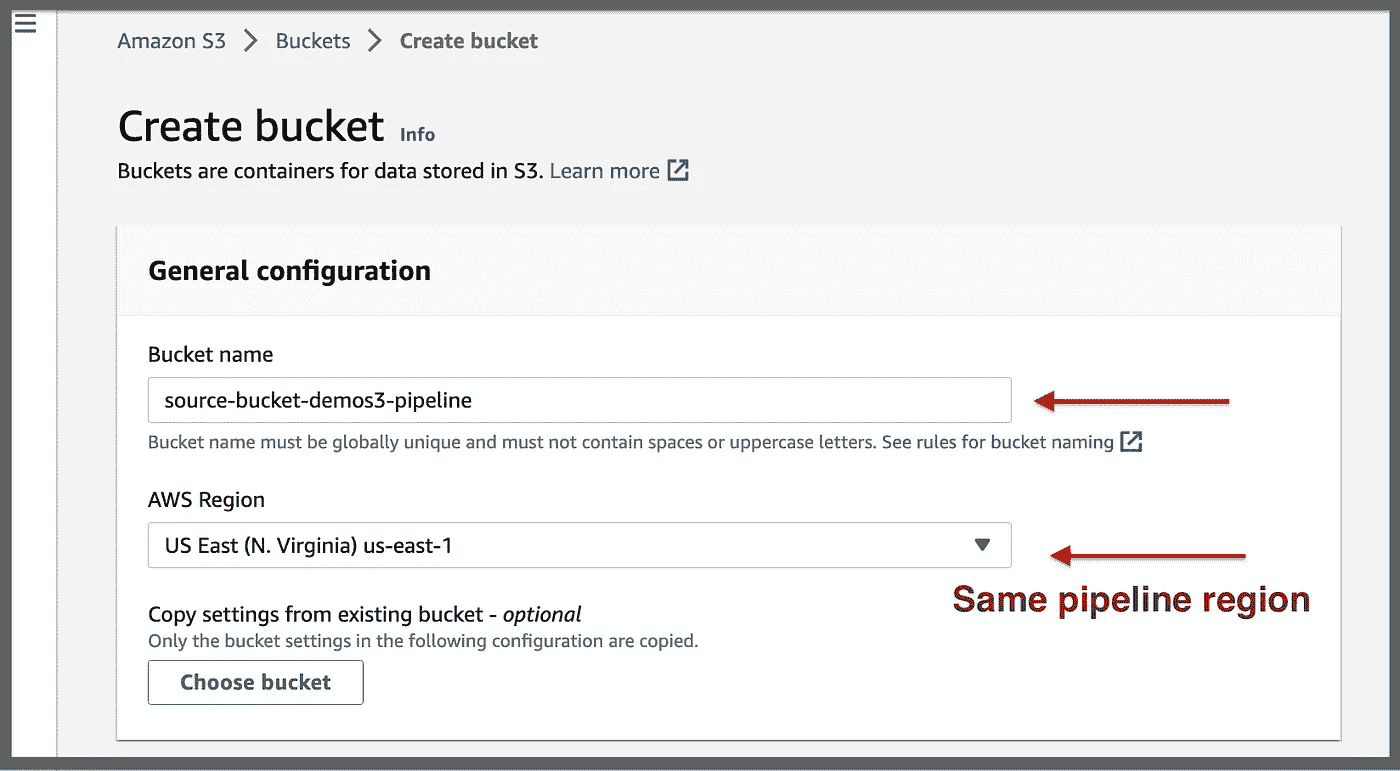 Amazon S3 > Buckets > Create bucket
Create bucket Info
Buckets are containers for data stored in S3. Learn more
General configuration
Bucket name
source-bucket-demos3-pipeline
Bucket name must be globally unique and must not contain spaces or uppercase letters. See rules for bucket naming
AWS Region
US East (N. Virginia) us-east-1
Same pipeline region
Copy settings from existing bucket - optional
Only the bucket settings in the following configuration are copied.
Choose bucket